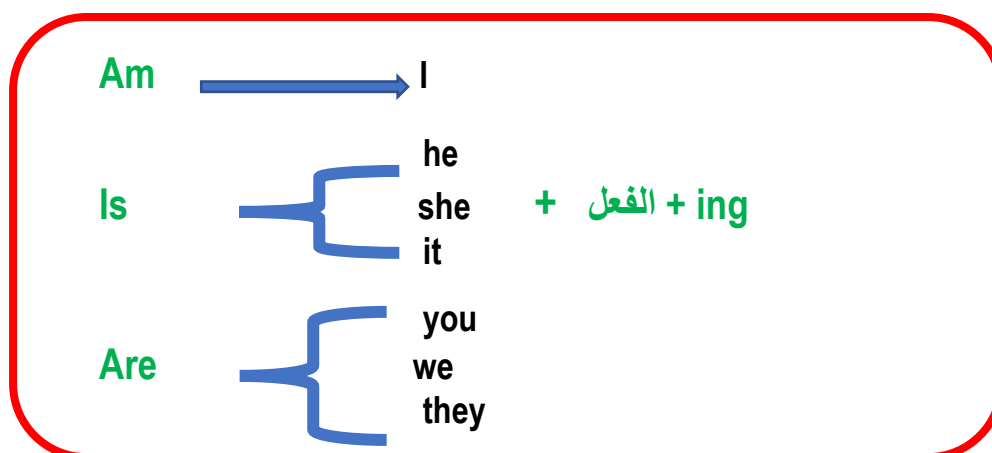 Am I
he
Is she + الفعل + ing
it
you
Are we
they